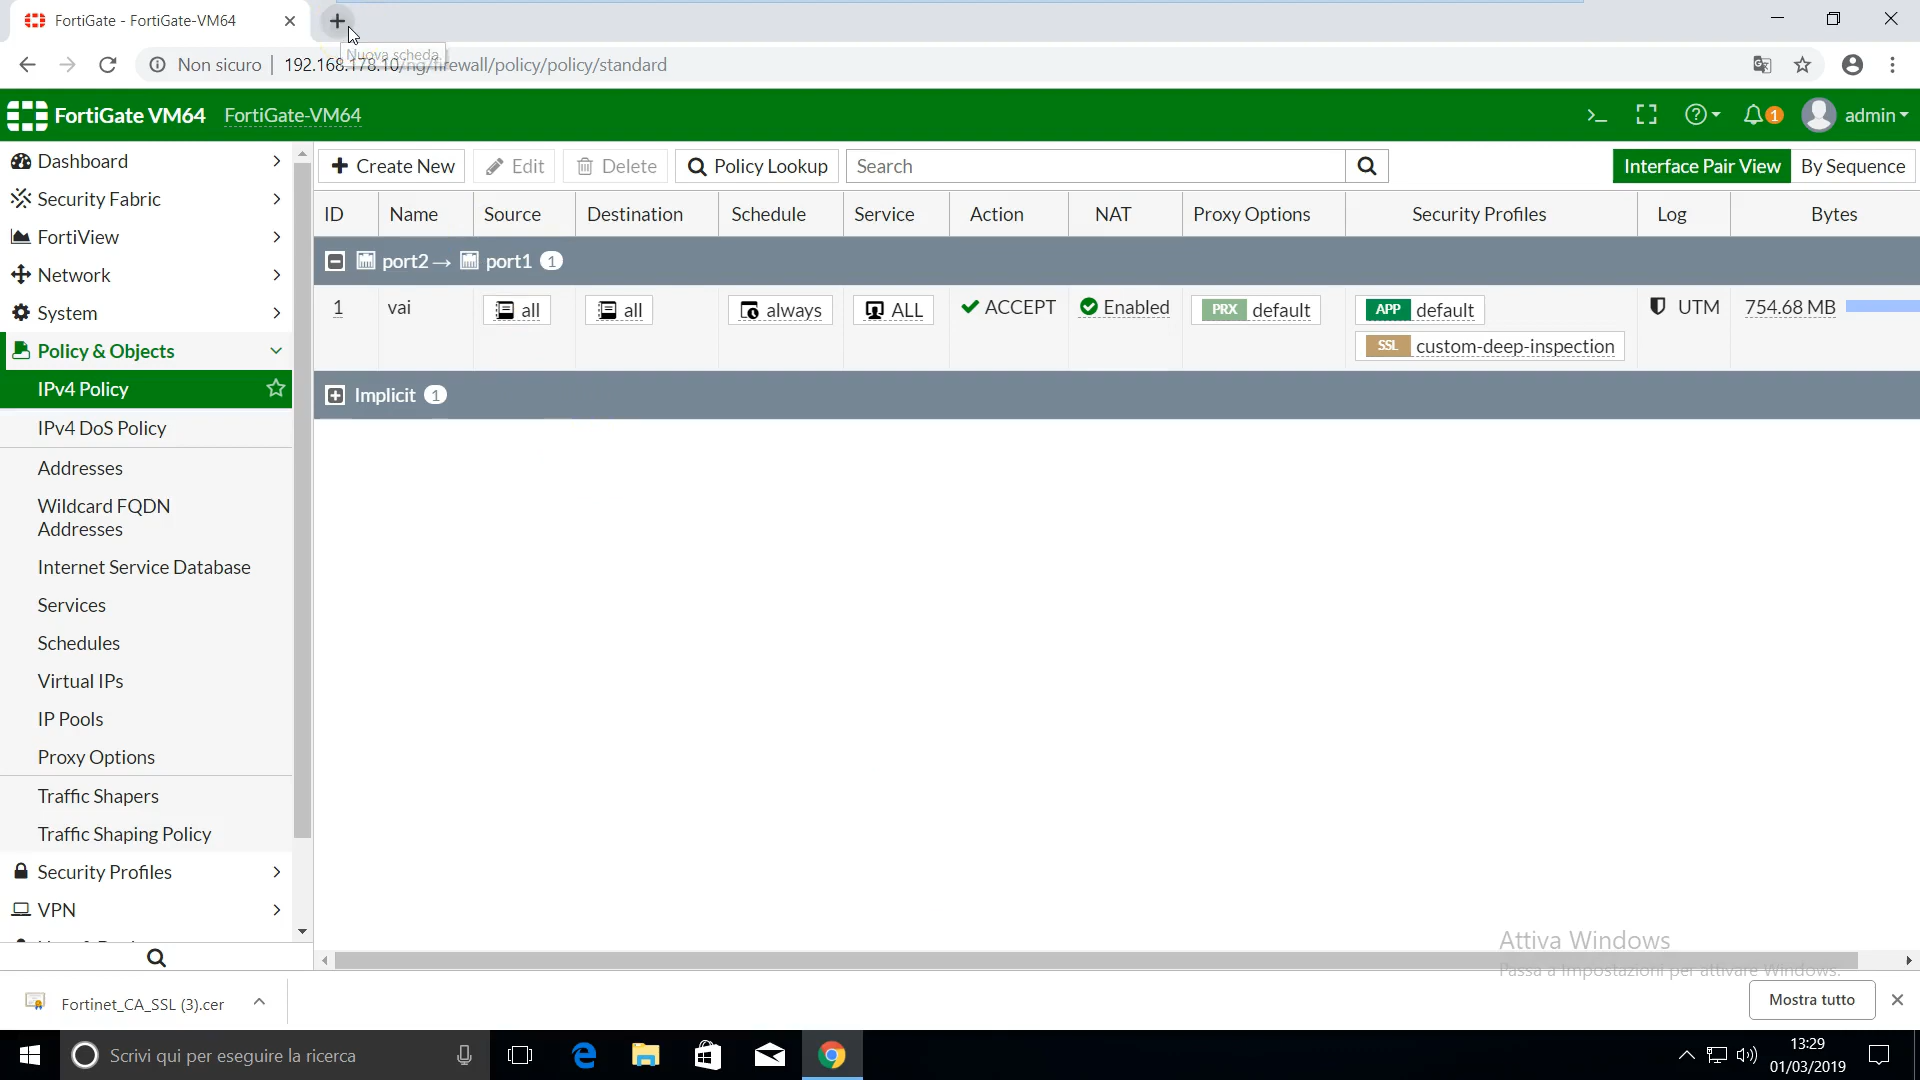 FortiGate - FortiGate-VM64
Nuova scheda
Non sicuro
192.168.178.10/ng/firewall/policy/policy/standard
FortiGate VM64
FortiGate-VM64
1
admin
Dashboard
Security Fabric
FortiView
Network
System
Policy & Objects
IPv4 Policy
IPv4 DoS Policy
Addresses
Wildcard FQDN
Addresses
Internet Service Database
Services
Schedules
Virtual IPs
IP Pools
Proxy Options
Traffic Shapers
Traffic Shaping Policy
Security Profiles
VPN
Create New
Edit
Delete
Policy Lookup
Search
Interface Pair View
By Sequence
ID Name Source Destination Schedule Service Action NAT Proxy Options Security Profiles Log Bytes
port2 → port1 1
1 vai all all always ALL ACCEPT Enabled PRX default APP default UTM 754.68 MB
SSL custom-deep-inspection
Implicit 1
Attiva Windows
Passa a Impostazioni per attivare Windows.
Fortinet_CA_SSL (3).cer
Mostra tutto
Scrivi qui per eseguire la ricerca
13:29
01/03/2019